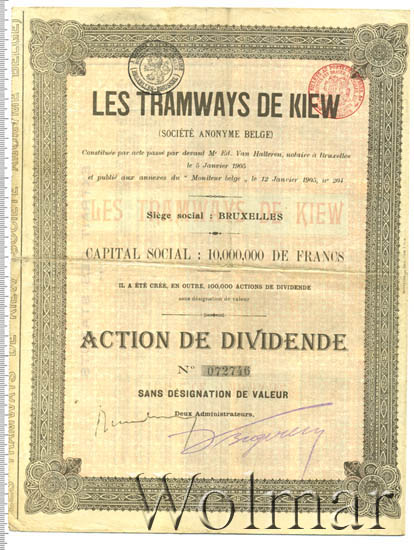 LES TRAMWAYS DE KIEW
(SOCIÉTÉ ANONYME BELGE)
Constituée par acte passé par devand Me Ed. Van Halteren, notaire à Bruxelles
le 5 Janvier 1905
et publié aux annexes du "Moniteur belge", le 12 Janvier 1905, no 204
LES TRAMWAYS DE KIEW
Siège social : BRUXELLES
CAPITAL SOCIAL : 10,000,000 DE FRANCS
IL A ÉTÉ CRÉÉ, EN OUTRE, 100,000 ACTIONS DE DIVIDENDE
sans désignation de valeur
ACTION DE DIVIDENDE
No 072746
SANS DÉSIGNATION DE VALEUR
Deux Administrateurs,
Wolmar